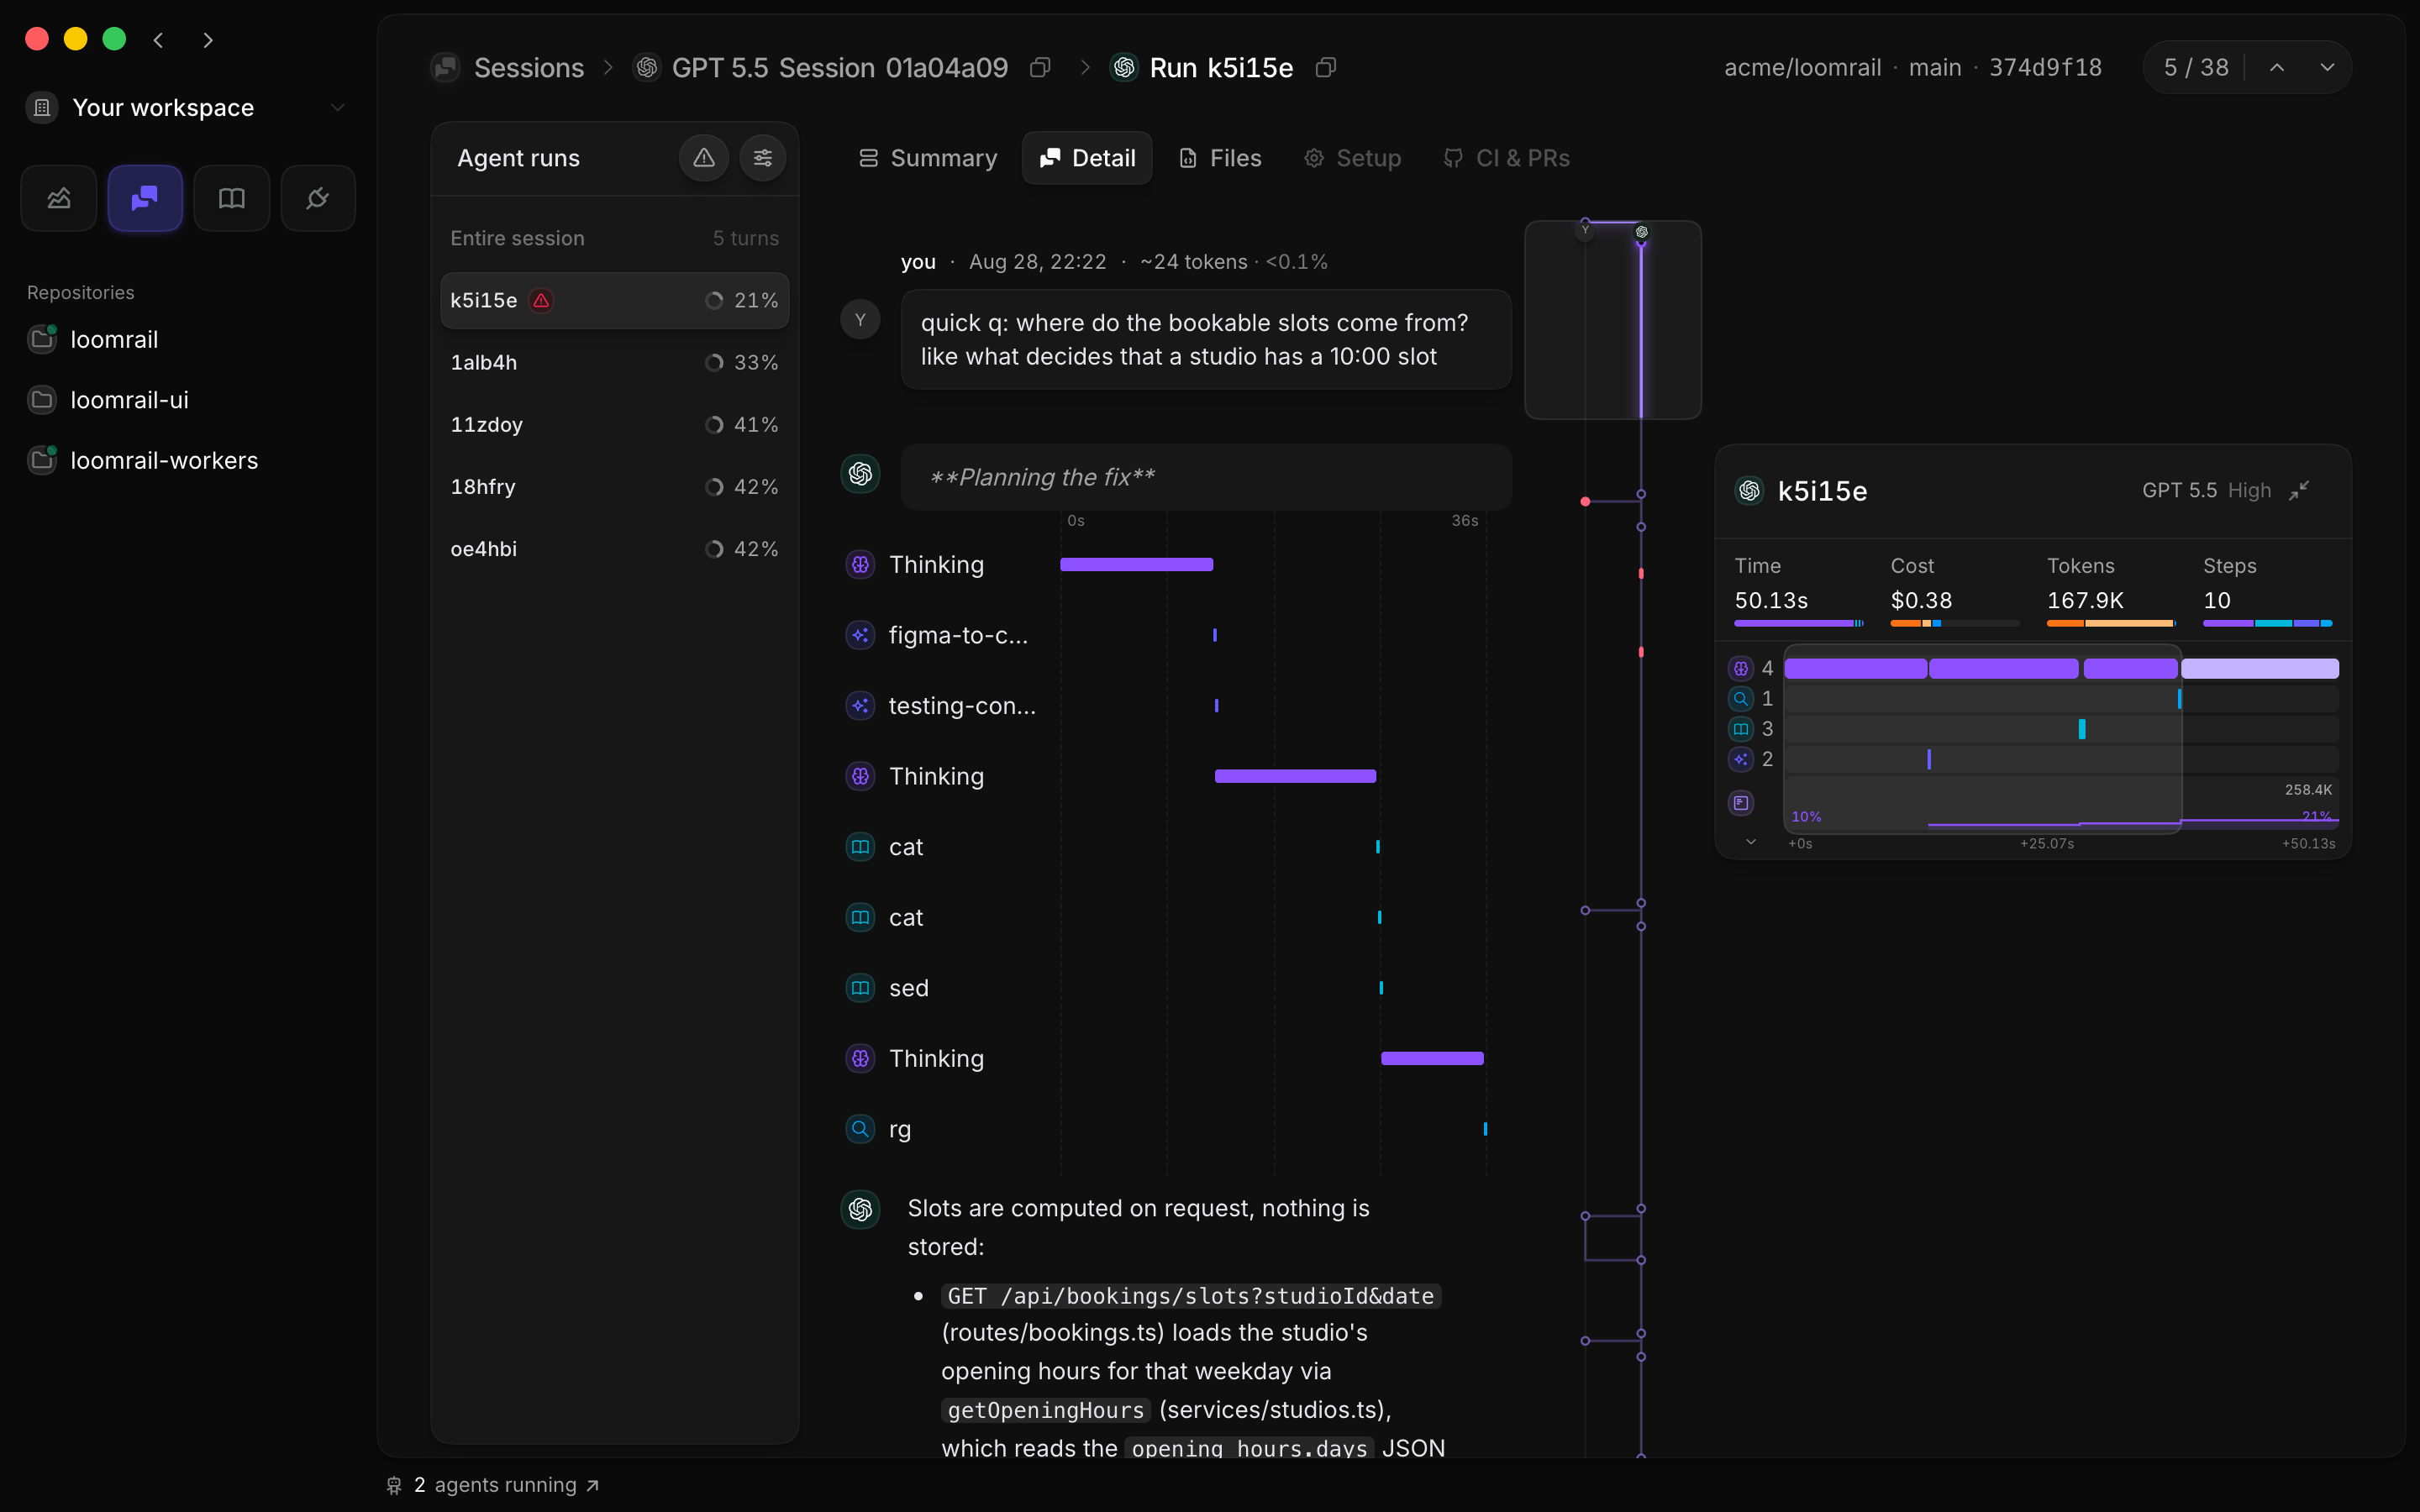 Your workspace
Repositories
loomrail
loomrail-ui
loomrail-workers
Sessions
GPT 5.5 Session 01a04a09
Run k5i15e
acme/loomrail · main · 374d9f18
5 / 38
Agent runs
Entire session 5 turns
k5i15e 21%
1alb4h 33%
11zdoy 41%
18hfry 42%
oe4hbi 42%
Summary
Detail
Files
Setup
CI & PRs
you · Aug 28, 22:22 · ~24 tokens · <0.1%
Y
quick q: where do the bookable slots come from?
like what decides that a studio has a 10:00 slot
**Planning the fix**
0s 36s
Thinking
figma-to-c...
testing-con...
Thinking
cat
cat
sed
Thinking
rg
Slots are computed on request, nothing is
stored:
• GET /api/bookings/slots?studioId&date
(routes/bookings.ts) loads the studio's
opening hours for that weekday via
getOpeningHours (services/studios.ts),
which reads the opening_hours.days JSON
Y
k5i15e GPT 5.5 High
Time Cost Tokens Steps
50.13s $0.38 167.9K 10
4
1
3
2
258.4K
10% 21%
+0s +25.07s +50.13s
2 agents running